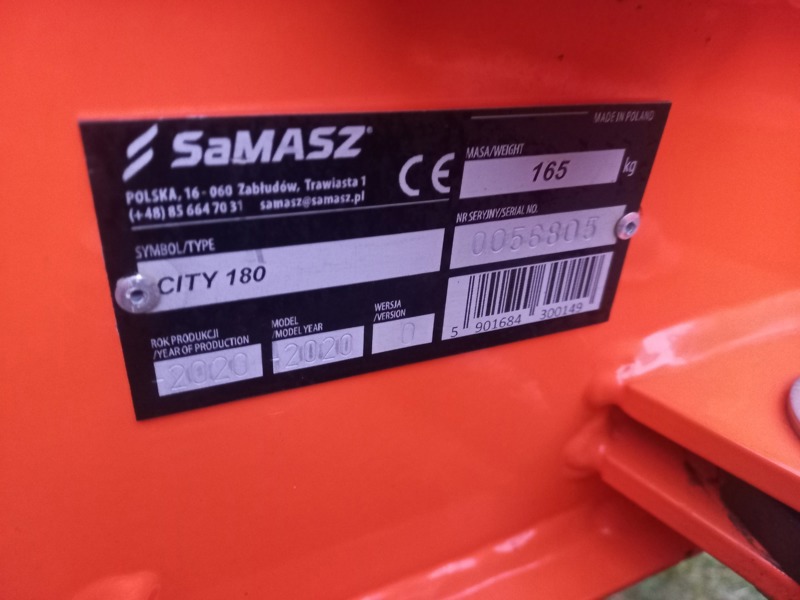 MADE IN POLAND
SaMASZ®
POLSKA, 16-060 Zabłudów, Trawiasta 1
(+48) 85 664 70 31 samasz@samasz.pl
CE
MASA/WEIGHT
165 kg
SYMBOL/TYPE
CITY 180
NR SERYJNY/SERIAL NO.
0056805
ROK PRODUKCJI
/YEAR OF PRODUCTION
2020
MODEL
/MODEL YEAR
2020
WERSJA
/VERSION
0
5 901684 300149